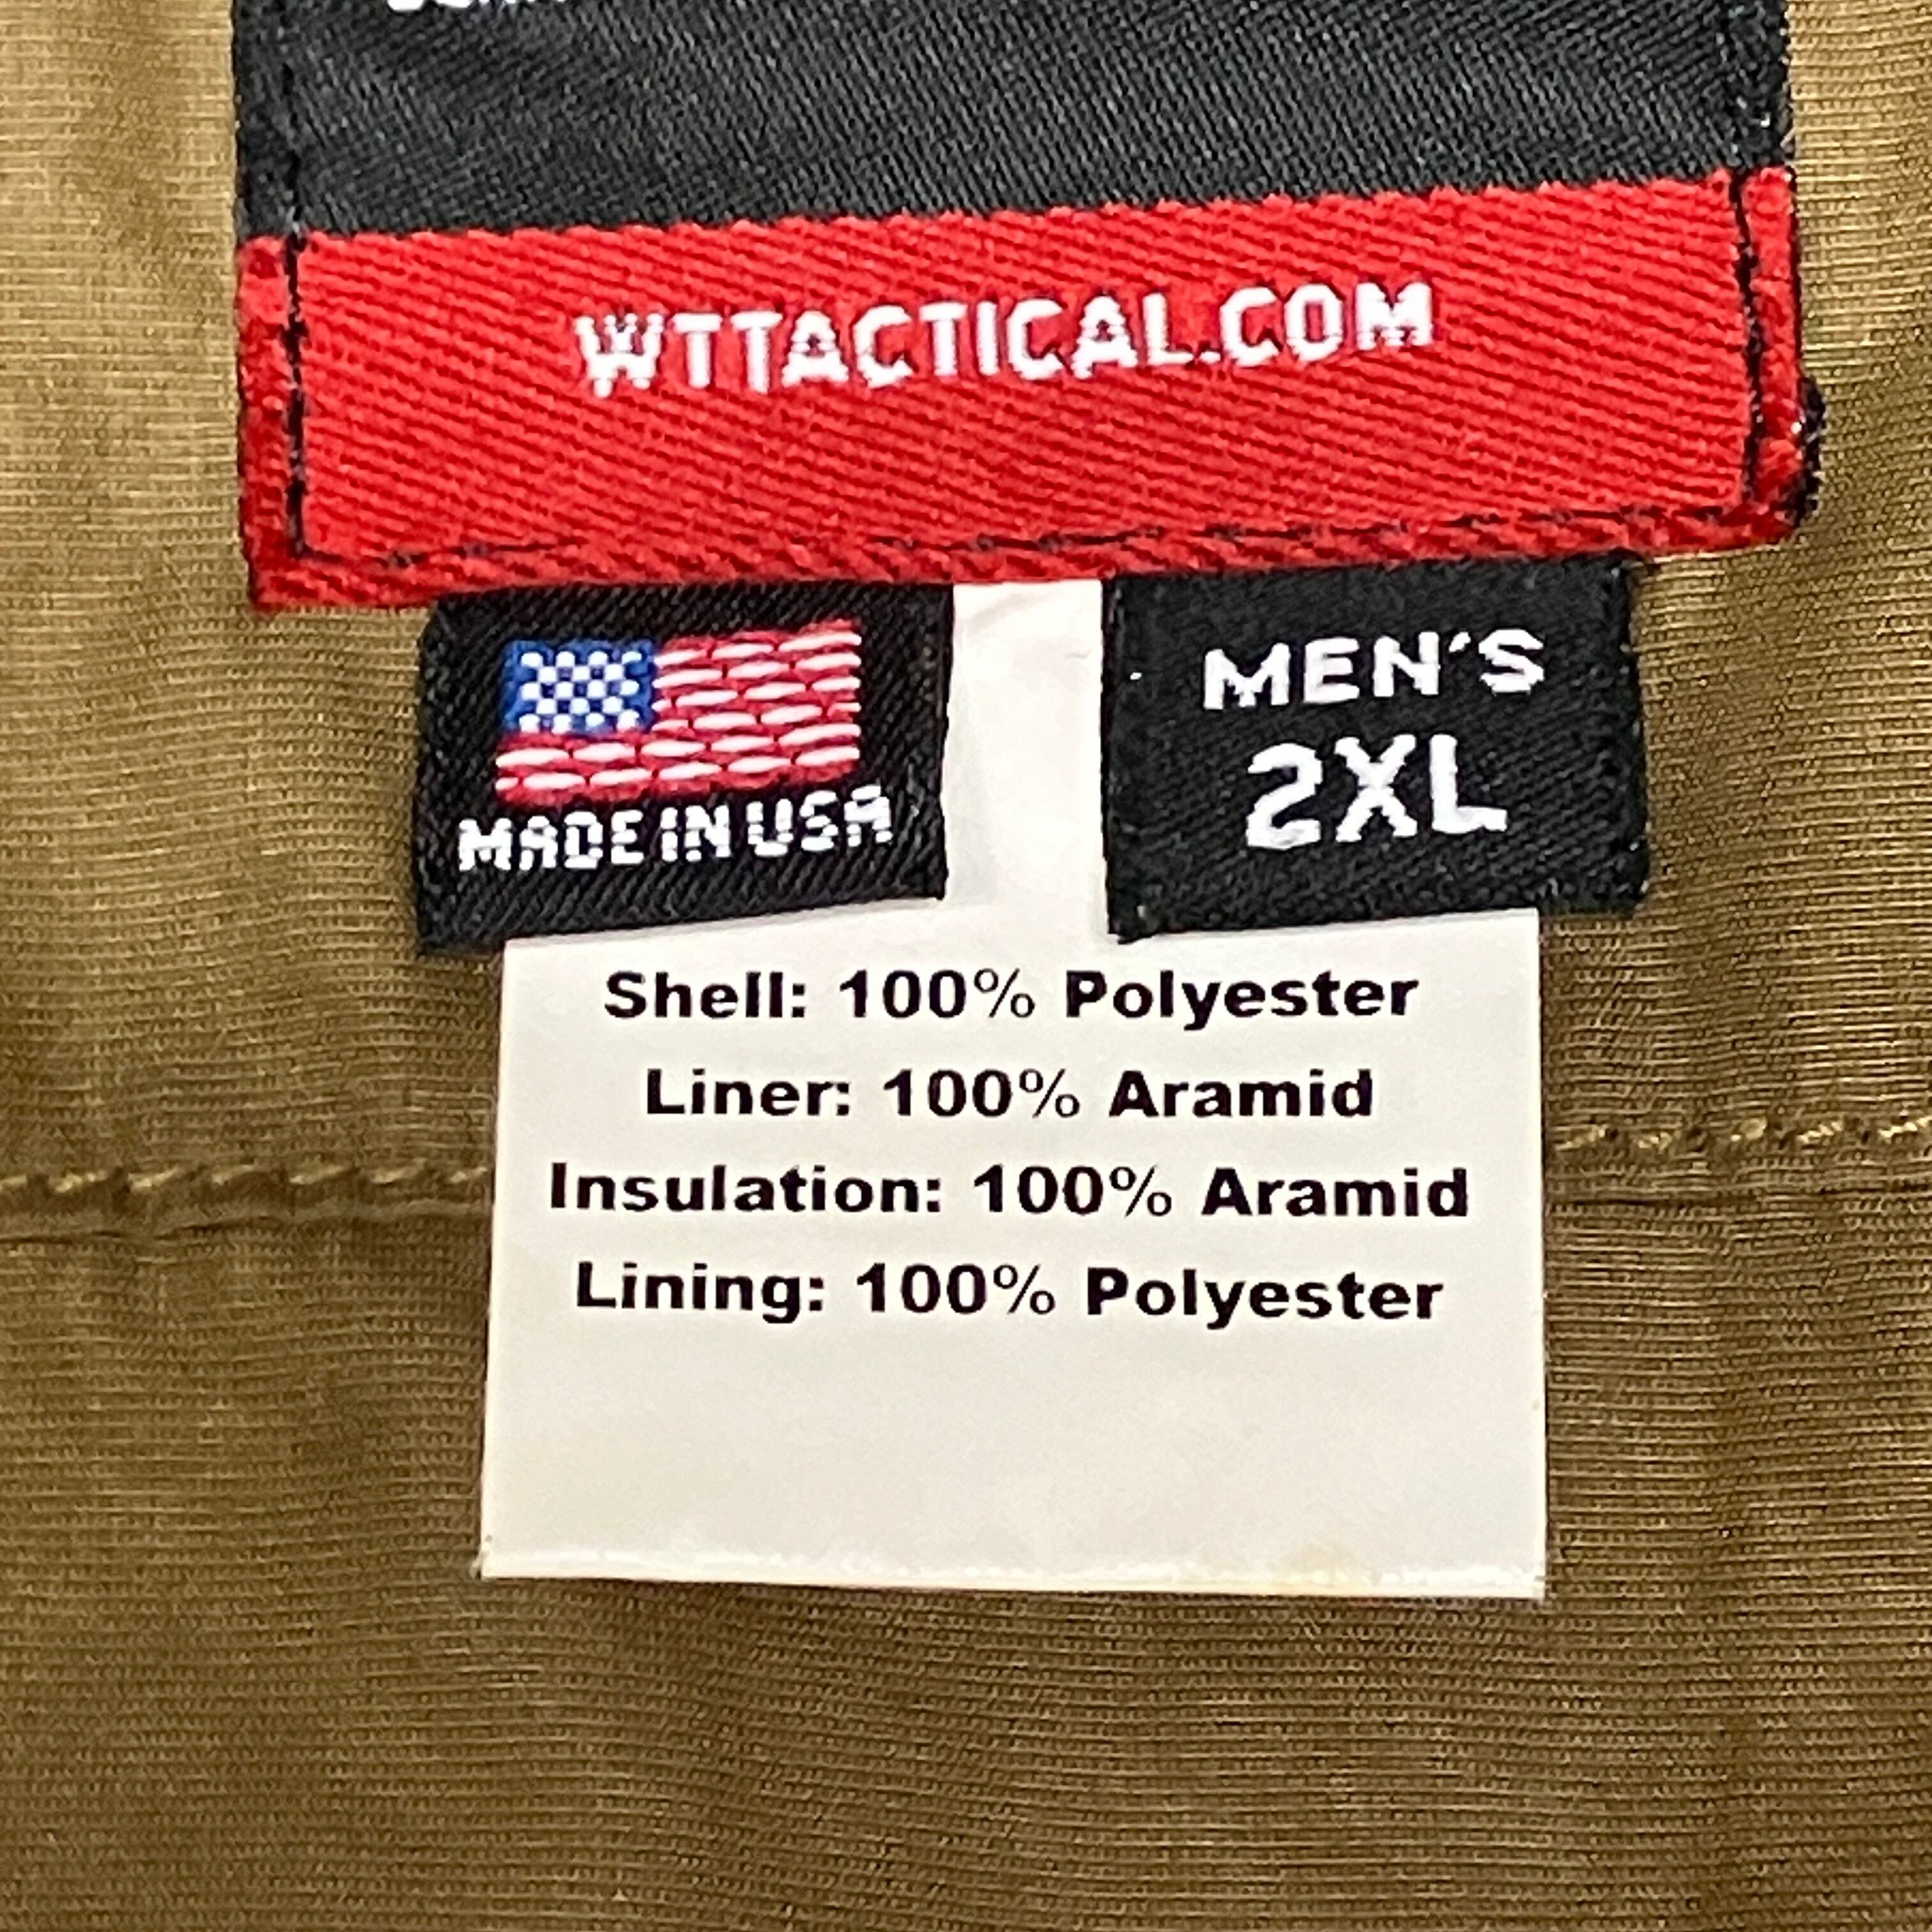 WTTACTICAL.COM
MADE IN USA
MEN'S
2XL
Shell: 100% Polyester
Liner: 100% Aramid
Insulation: 100% Aramid
Lining: 100% Polyester